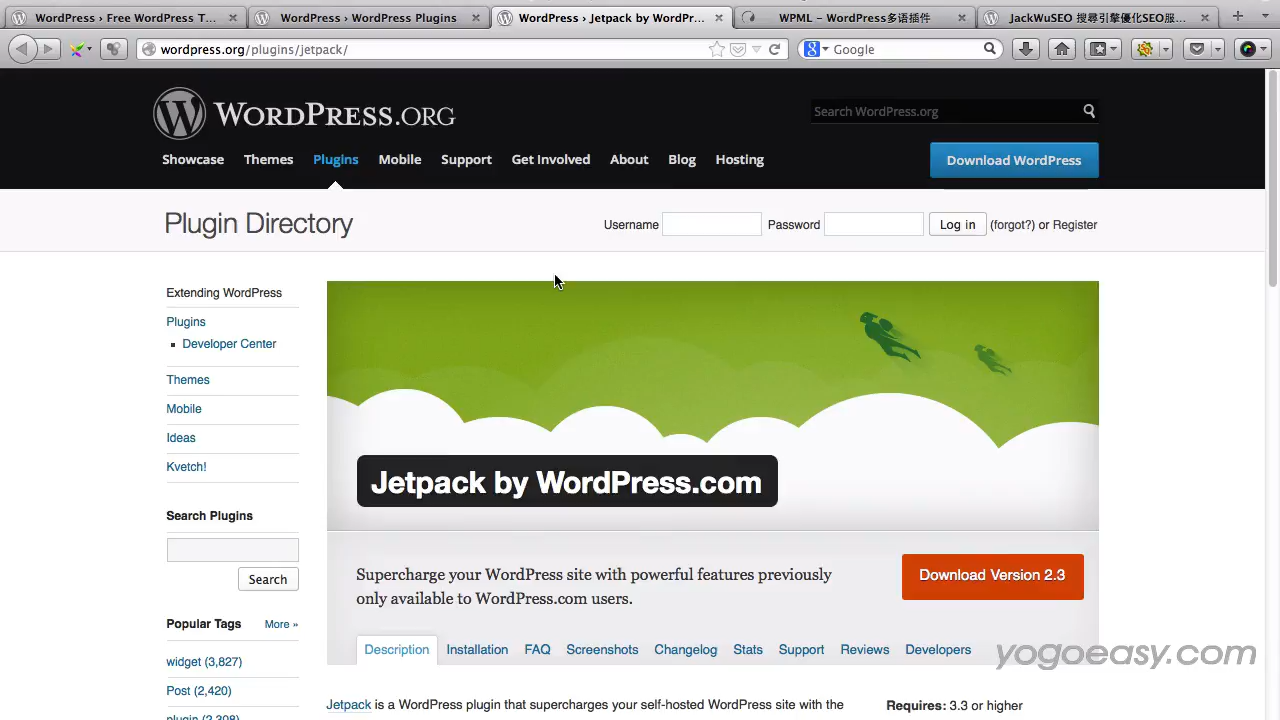 WordPress › Free WordPress T...
WordPress › WordPress Plugins
WordPress › Jetpack by WordPr...
WPML – WordPress多语插件
JackWuSEO 搜尋引擎優化SEO服...
wordpress.org/plugins/jetpack/
Google
WORDPRESS.ORG
Search WordPress.org
Showcase Themes Plugins Mobile Support Get Involved About Blog Hosting
Download WordPress
Plugin Directory
Username
Password
Log in
(forgot?) or Register
Extending WordPress
Plugins
Developer Center
Themes
Mobile
Ideas
Kvetch!
Search Plugins
Search
Popular Tags More »
widget (3,827)
Post (2,420)
plugin (2,308)
Jetpack by WordPress.com
Supercharge your WordPress site with powerful features previously
only available to WordPress.com users.
Download Version 2.3
Description Installation FAQ Screenshots Changelog Stats Support Reviews Developers
Jetpack is a WordPress plugin that supercharges your self-hosted WordPress site with the
Requires: 3.3 or higher
yogoeasy.com